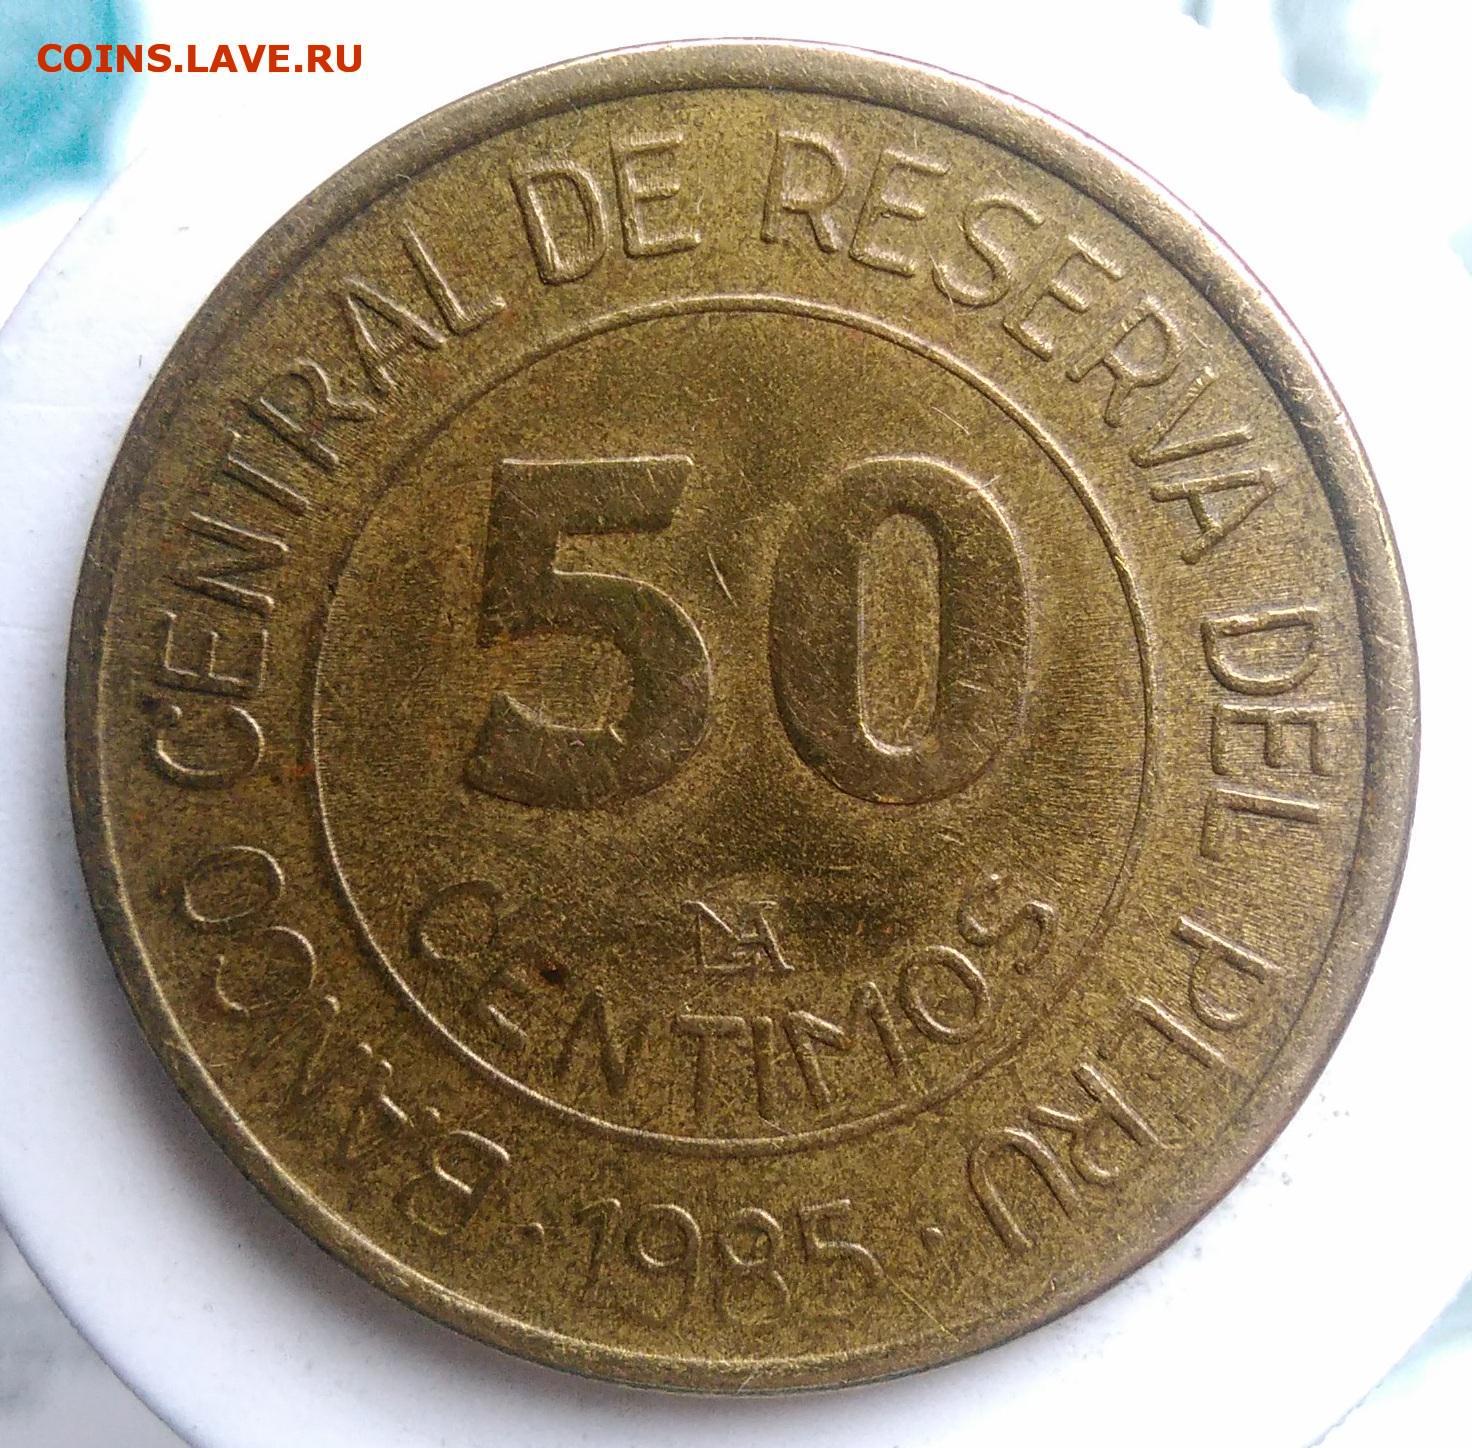 COINS.LAVE.RU
BANCO CENTRAL DE RESERVA DEL PERU
50
CENTIMOS
· 1985 ·